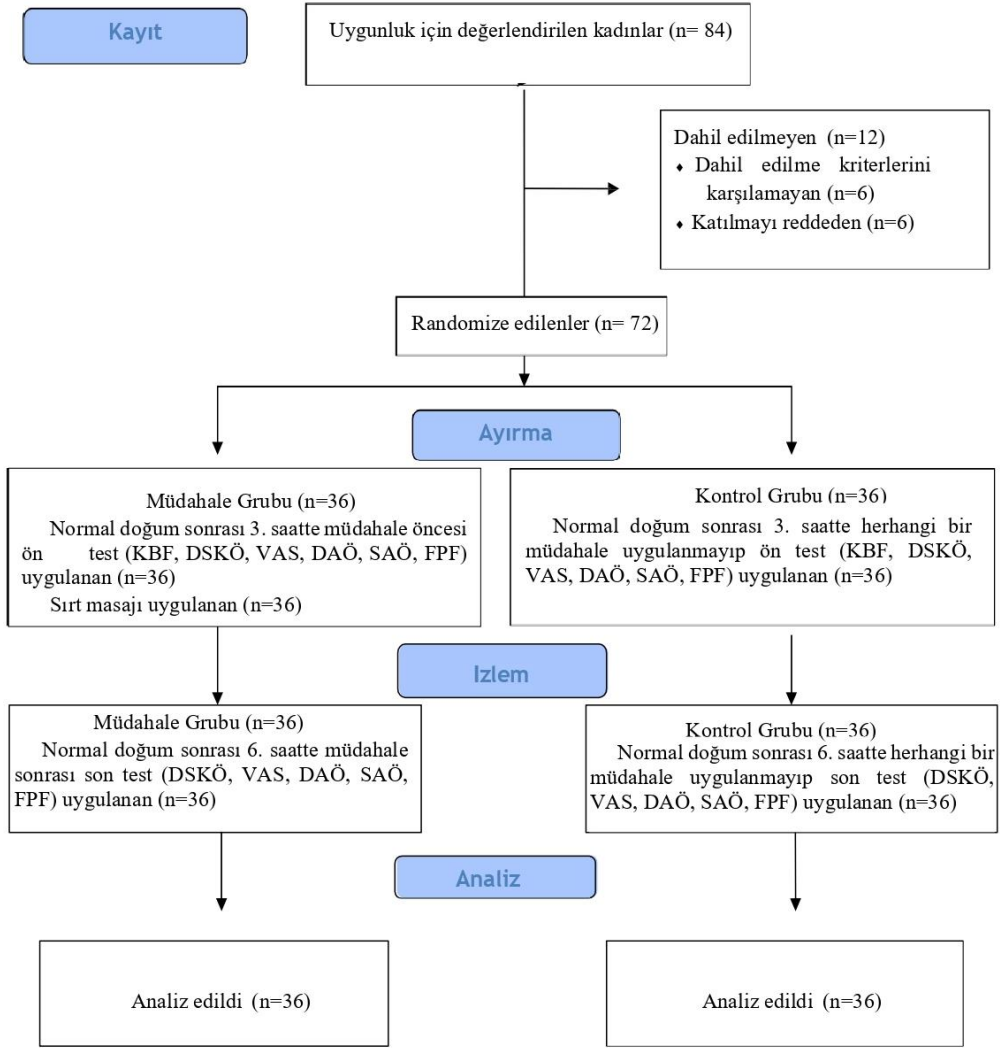 Kayıt
Uygunluk için değerlendirilen kadınlar (n= 84)
Dahil edilmeyen (n=12)
♦ Dahil edilme kriterlerini
karşılamayan (n=6)
♦ Katılmayı reddeden (n=6)
Randomize edilenler (n= 72)
Ayırma
Müdahale Grubu (n=36)
Normal doğum sonrası 3. saatte müdahale öncesi
ön test (KBF, DSKÖ, VAS, DAÖ, SAÖ, FPF)
uygulanan (n=36)
Sırt masajı uygulanan (n=36)
Kontrol Grubu (n=36)
Normal doğum sonrası 3. saatte herhangi bir
müdahale uygulanmayıp ön test (KBF, DSKÖ,
VAS, DAÖ, SAÖ, FPF) uygulanan (n=36)
Izlem
Müdahale Grubu (n=36)
Normal doğum sonrası 6. saatte müdahale
sonrası son test (DSKÖ, VAS, DAÖ, SAÖ,
FPF) uygulanan (n=36)
Kontrol Grubu (n=36)
Normal doğum sonrası 6. saatte herhangi bir
müdahale uygulanmayıp son test (DSKÖ,
VAS, DAÖ, SAÖ, FPF) uygulanan (n=36)
Analiz
Analiz edildi (n=36)
Analiz edildi (n=36)